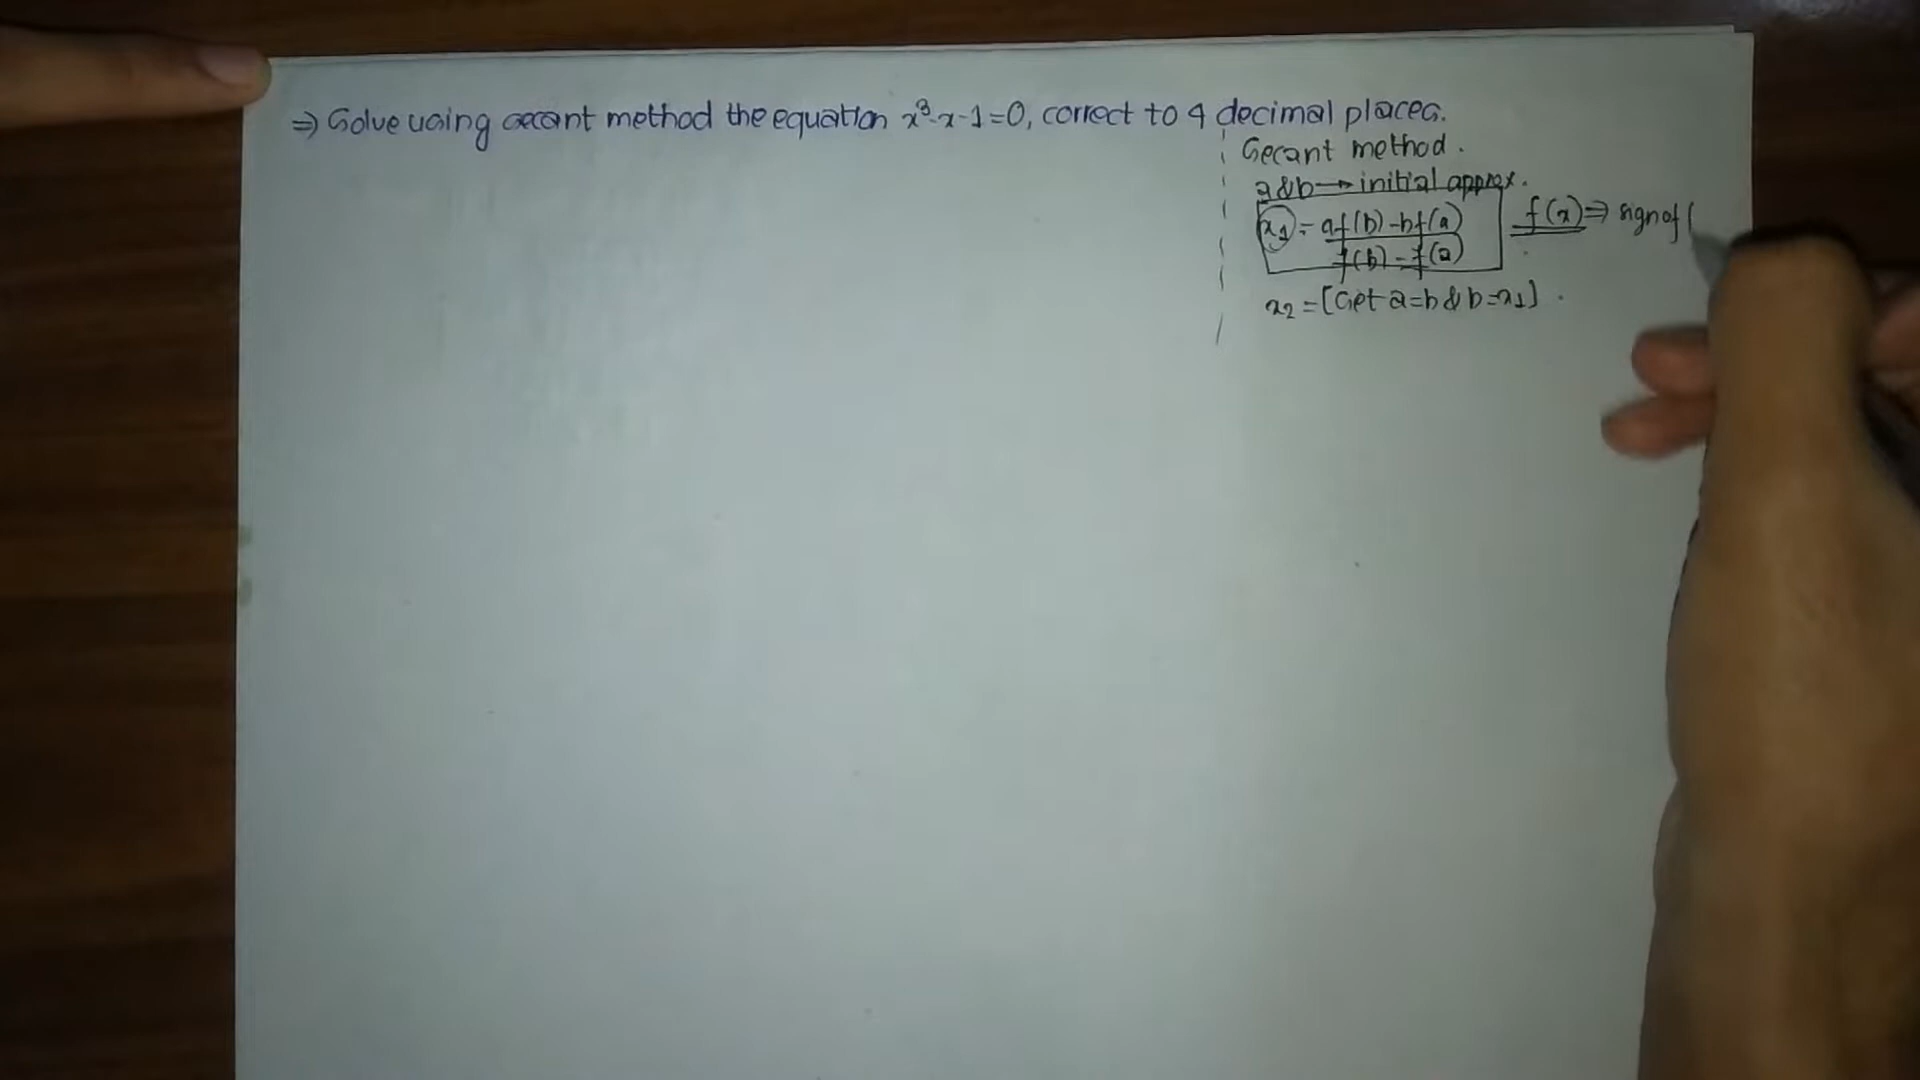 ⇒ Solve using secant method the equation x³-x-1=0, correct to 4 decimal places.
Secant method.
a&b→initial approx.
x1 = af(b)-bf(a) / f(b)-f(a) f(x)⇒ sign of (
x2 = [Set a=b & b=x1].